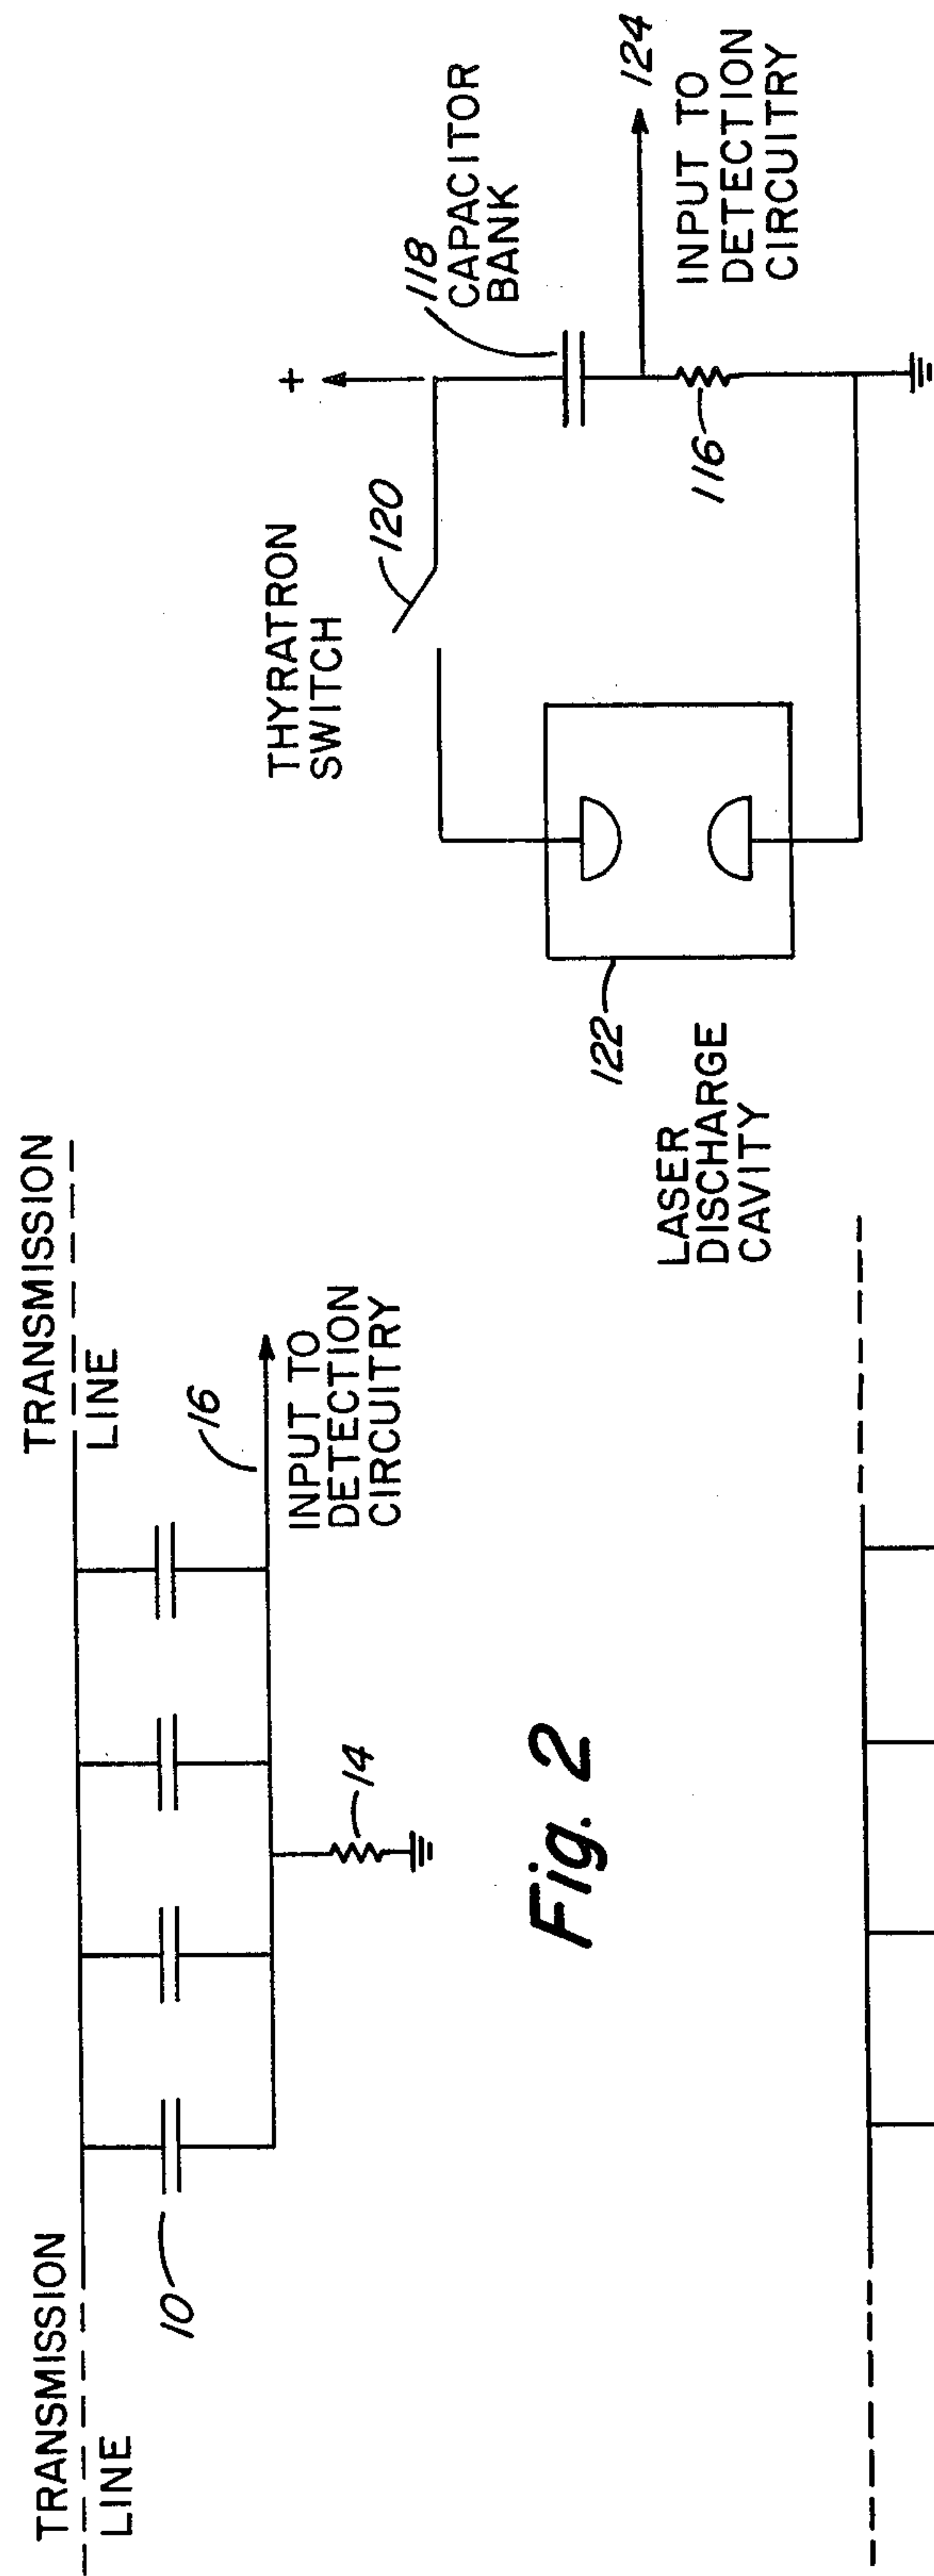 TRANSMISSION
LINE
TRANSMISSION
LINE
10
14
16
INPUT TO
DETECTION
CIRCUITRY
Fig. 2
THYRATRON
SWITCH
120
118
CAPACITOR
BANK
+
124
INPUT TO
DETECTION
CIRCUITRY
116
122
LASER
DISCHARGE
CAVITY